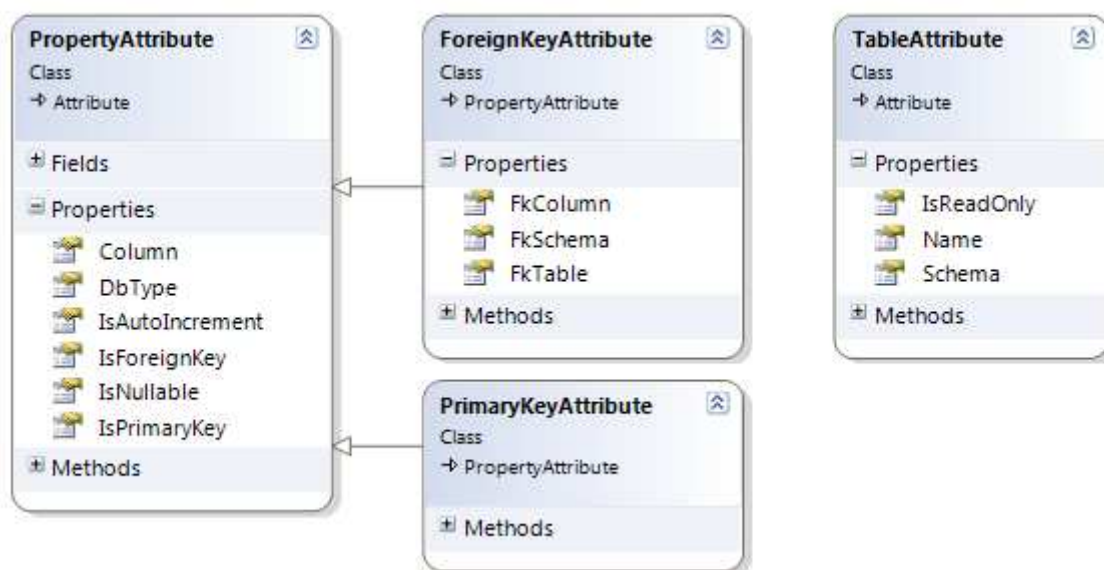 PropertyAttribute
Class
Attribute
Fields
Properties
Column
DbType
IsAutoIncrement
IsForeignKey
IsNullable
IsPrimaryKey
Methods
ForeignKeyAttribute
Class
PropertyAttribute
Properties
FkColumn
FkSchema
FkTable
Methods
PrimaryKeyAttribute
Class
PropertyAttribute
Methods
TableAttribute
Class
Attribute
Properties
IsReadOnly
Name
Schema
Methods